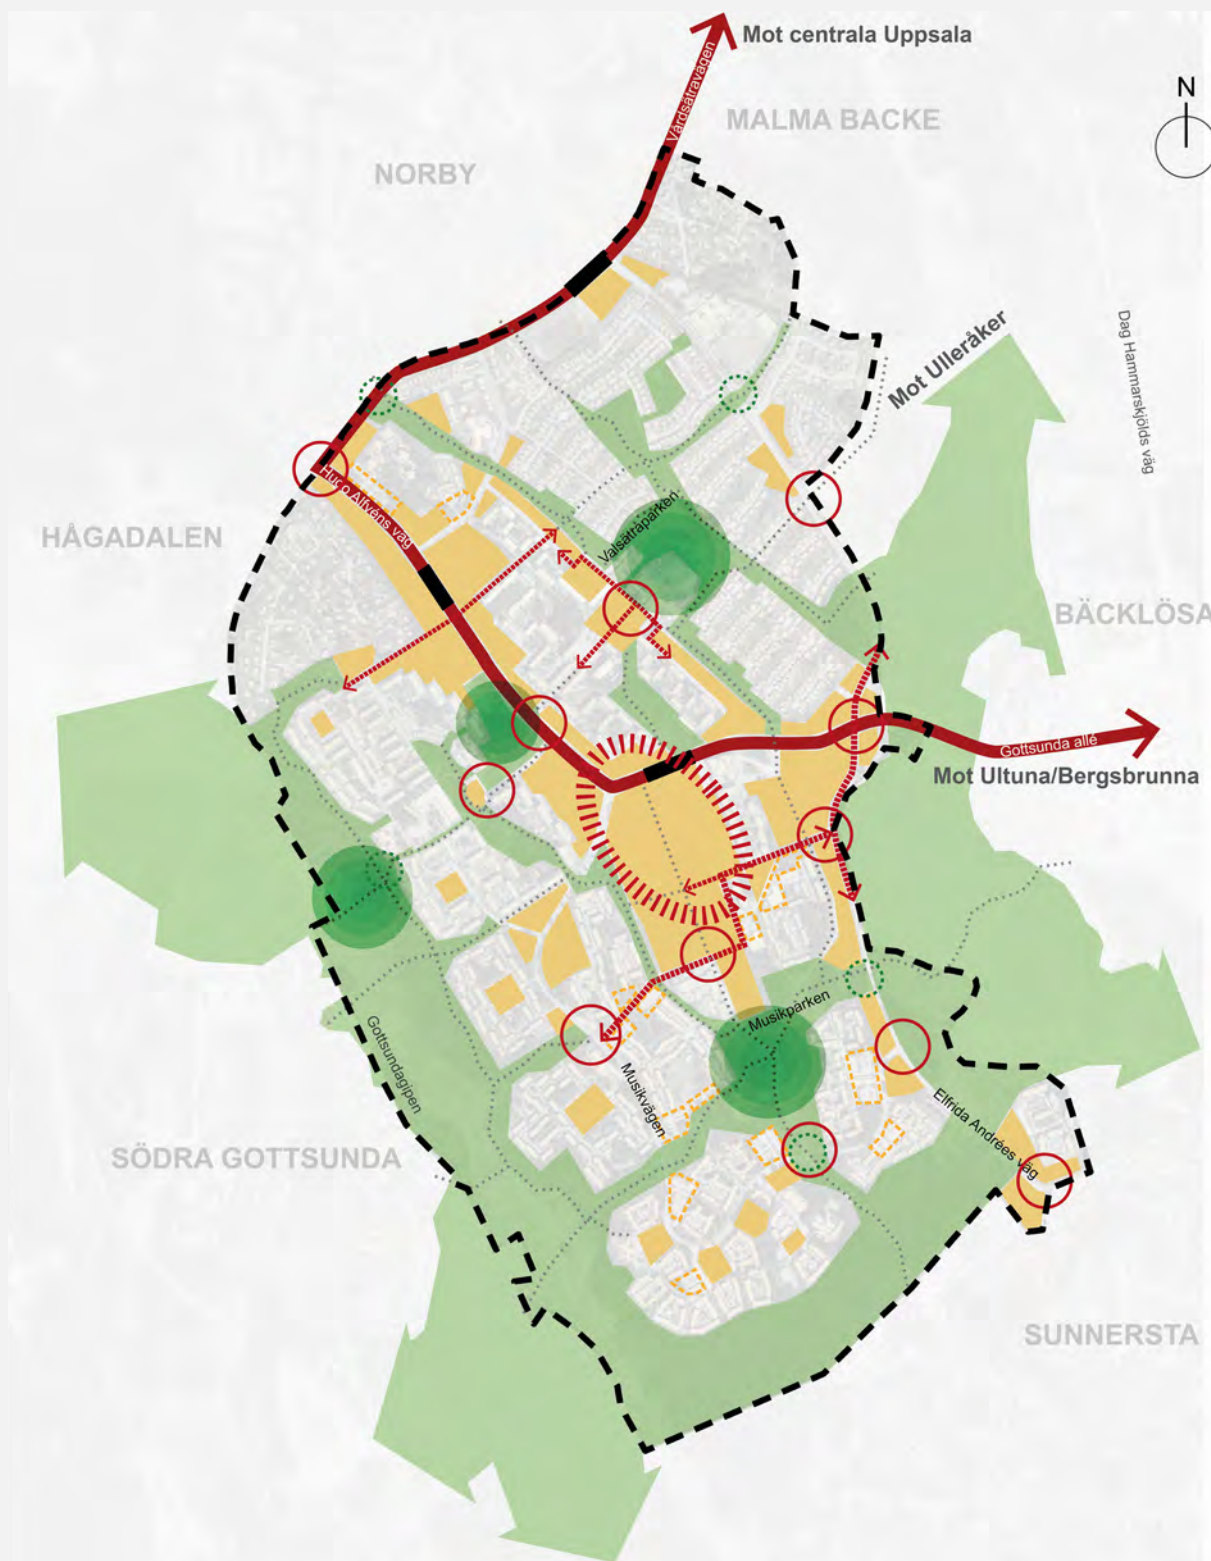 Mot centrala Uppsala
Vårdsätravägen
N
MALMA BACKE
NORBY
Mot Ulleråker
Dag Hammarskjölds väg
Hugo Alfvéns väg
Valsätraparken
HÅGADALEN
BÄCKLÖSA
Gottsunda allé
Mot Ultuna/Bergsbrunna
Musikparken
Gottsundagipen
Musikvägen
Elfrida Andrées väg
SÖDRA GOTTSUNDA
SUNNERSTA